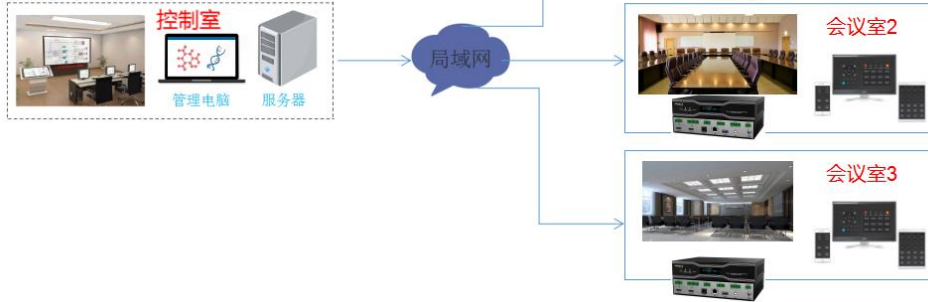 控制室
管理电脑
服务器
局域网
会议室2
会议室3